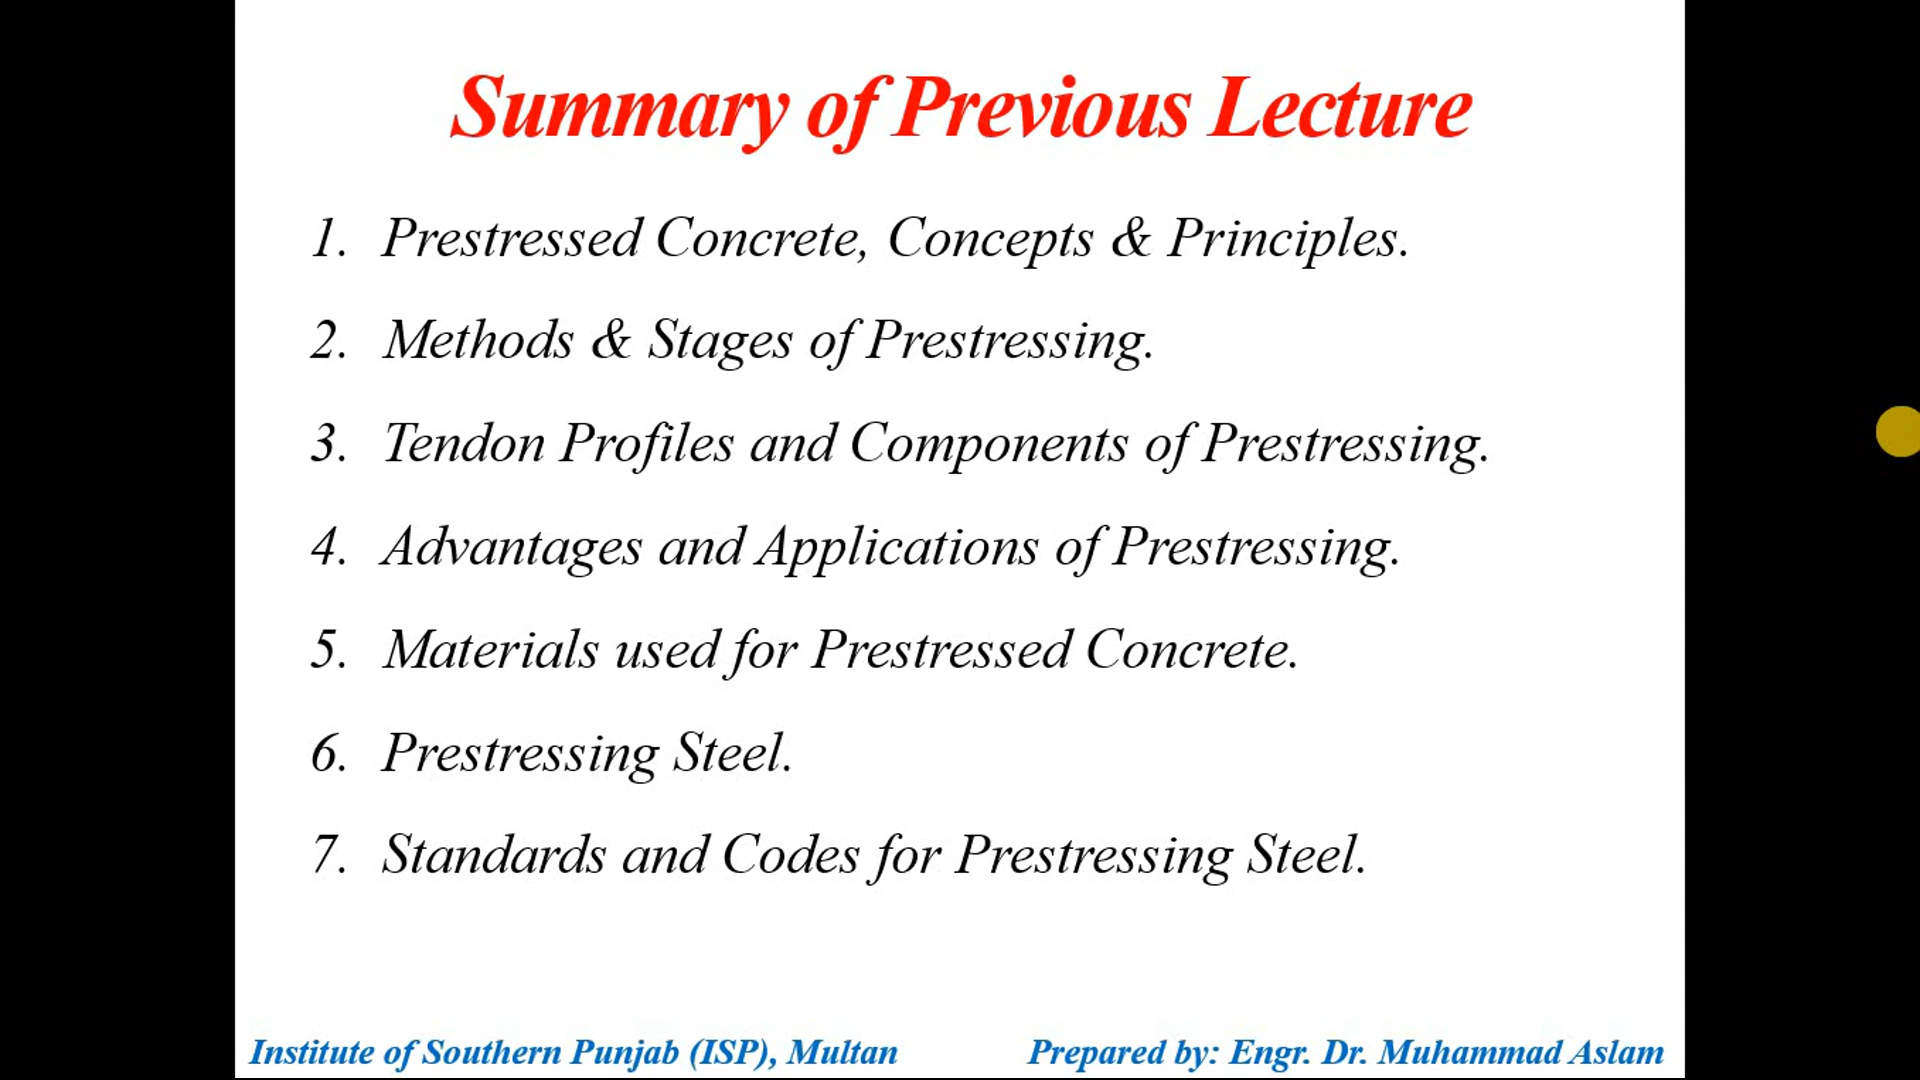 Summary of Previous Lecture
1. Prestressed Concrete, Concepts & Principles.
2. Methods & Stages of Prestressing.
3. Tendon Profiles and Components of Prestressing.
4. Advantages and Applications of Prestressing.
5. Materials used for Prestressed Concrete.
6. Prestressing Steel.
7. Standards and Codes for Prestressing Steel.
Institute of Southern Punjab (ISP), Multan
Prepared by: Engr. Dr. Muhammad Aslam